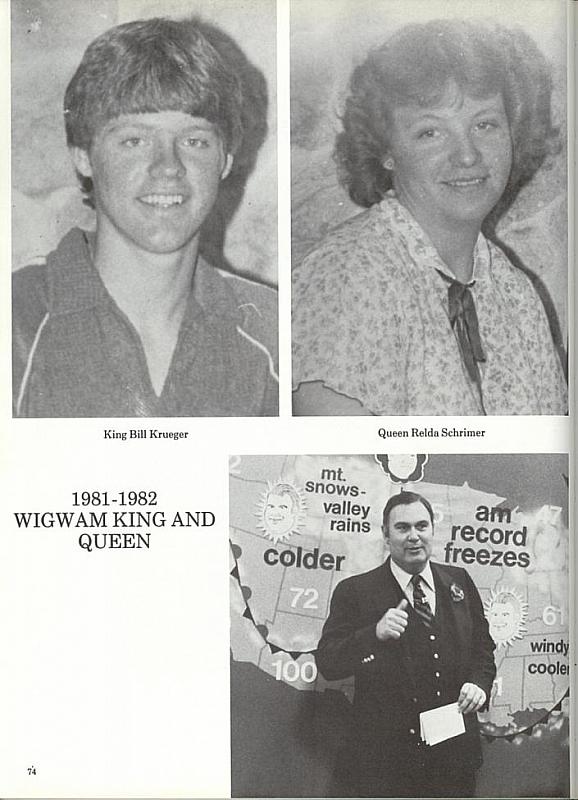 King Bill Krueger
Queen Relda Schrimer
1981-1982
WIGWAM KING AND
QUEEN
mt.
snows-
valley
rains
colder
72
100
am
record
freezes
61
windy
cooler
74